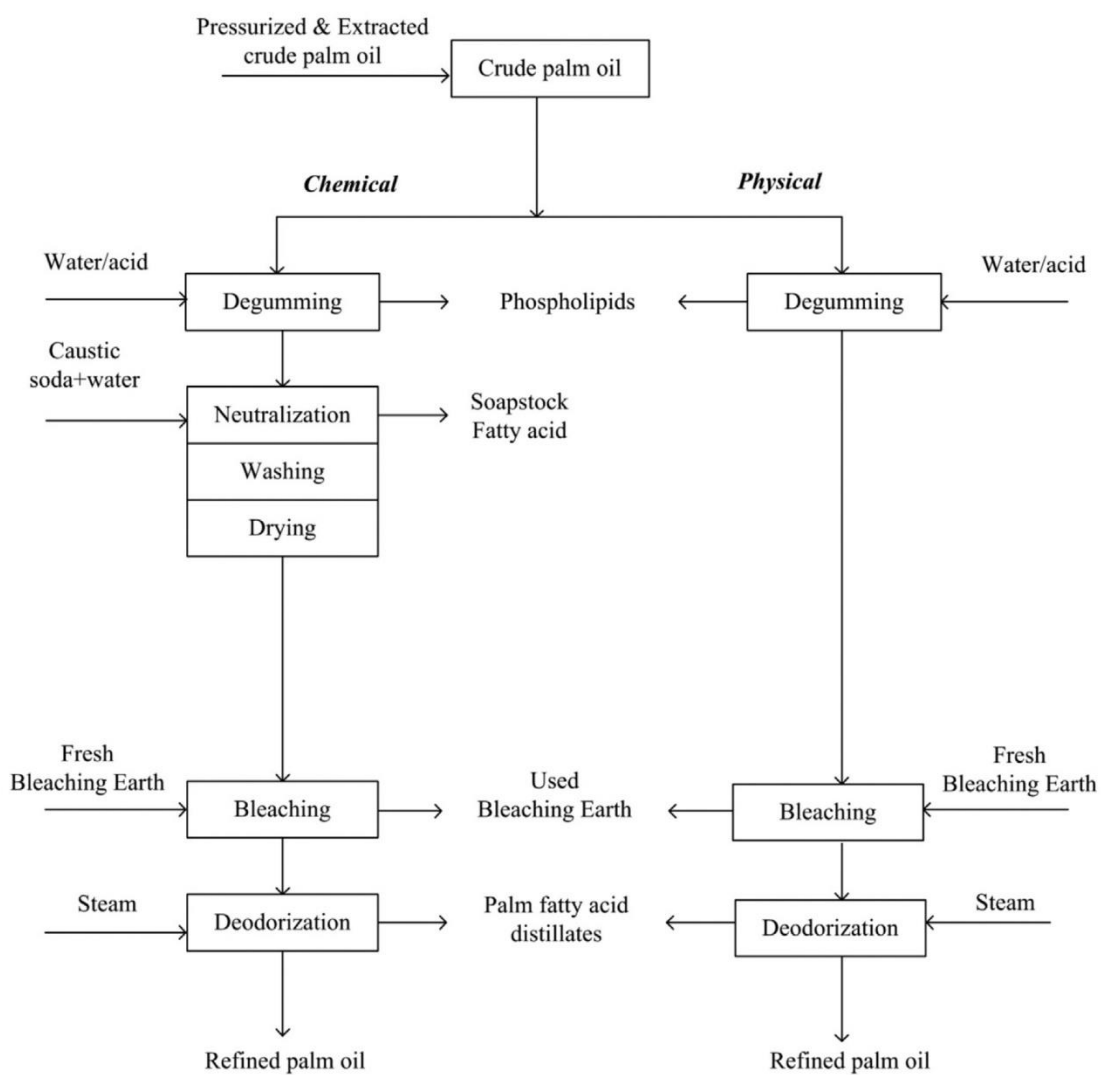 Pressurized & Extracted
crude palm oil
Crude palm oil
Chemical
Physical
Water/acid
Degumming
Phospholipids
Degumming
Water/acid
Caustic
soda+water
Neutralization
Soapstock
Fatty acid
Washing
Drying
Fresh
Bleaching Earth
Bleaching
Used
Bleaching Earth
Bleaching
Fresh
Bleaching Earth
Steam
Deodorization
Palm fatty acid
distillates
Deodorization
Steam
Refined palm oil
Refined palm oil